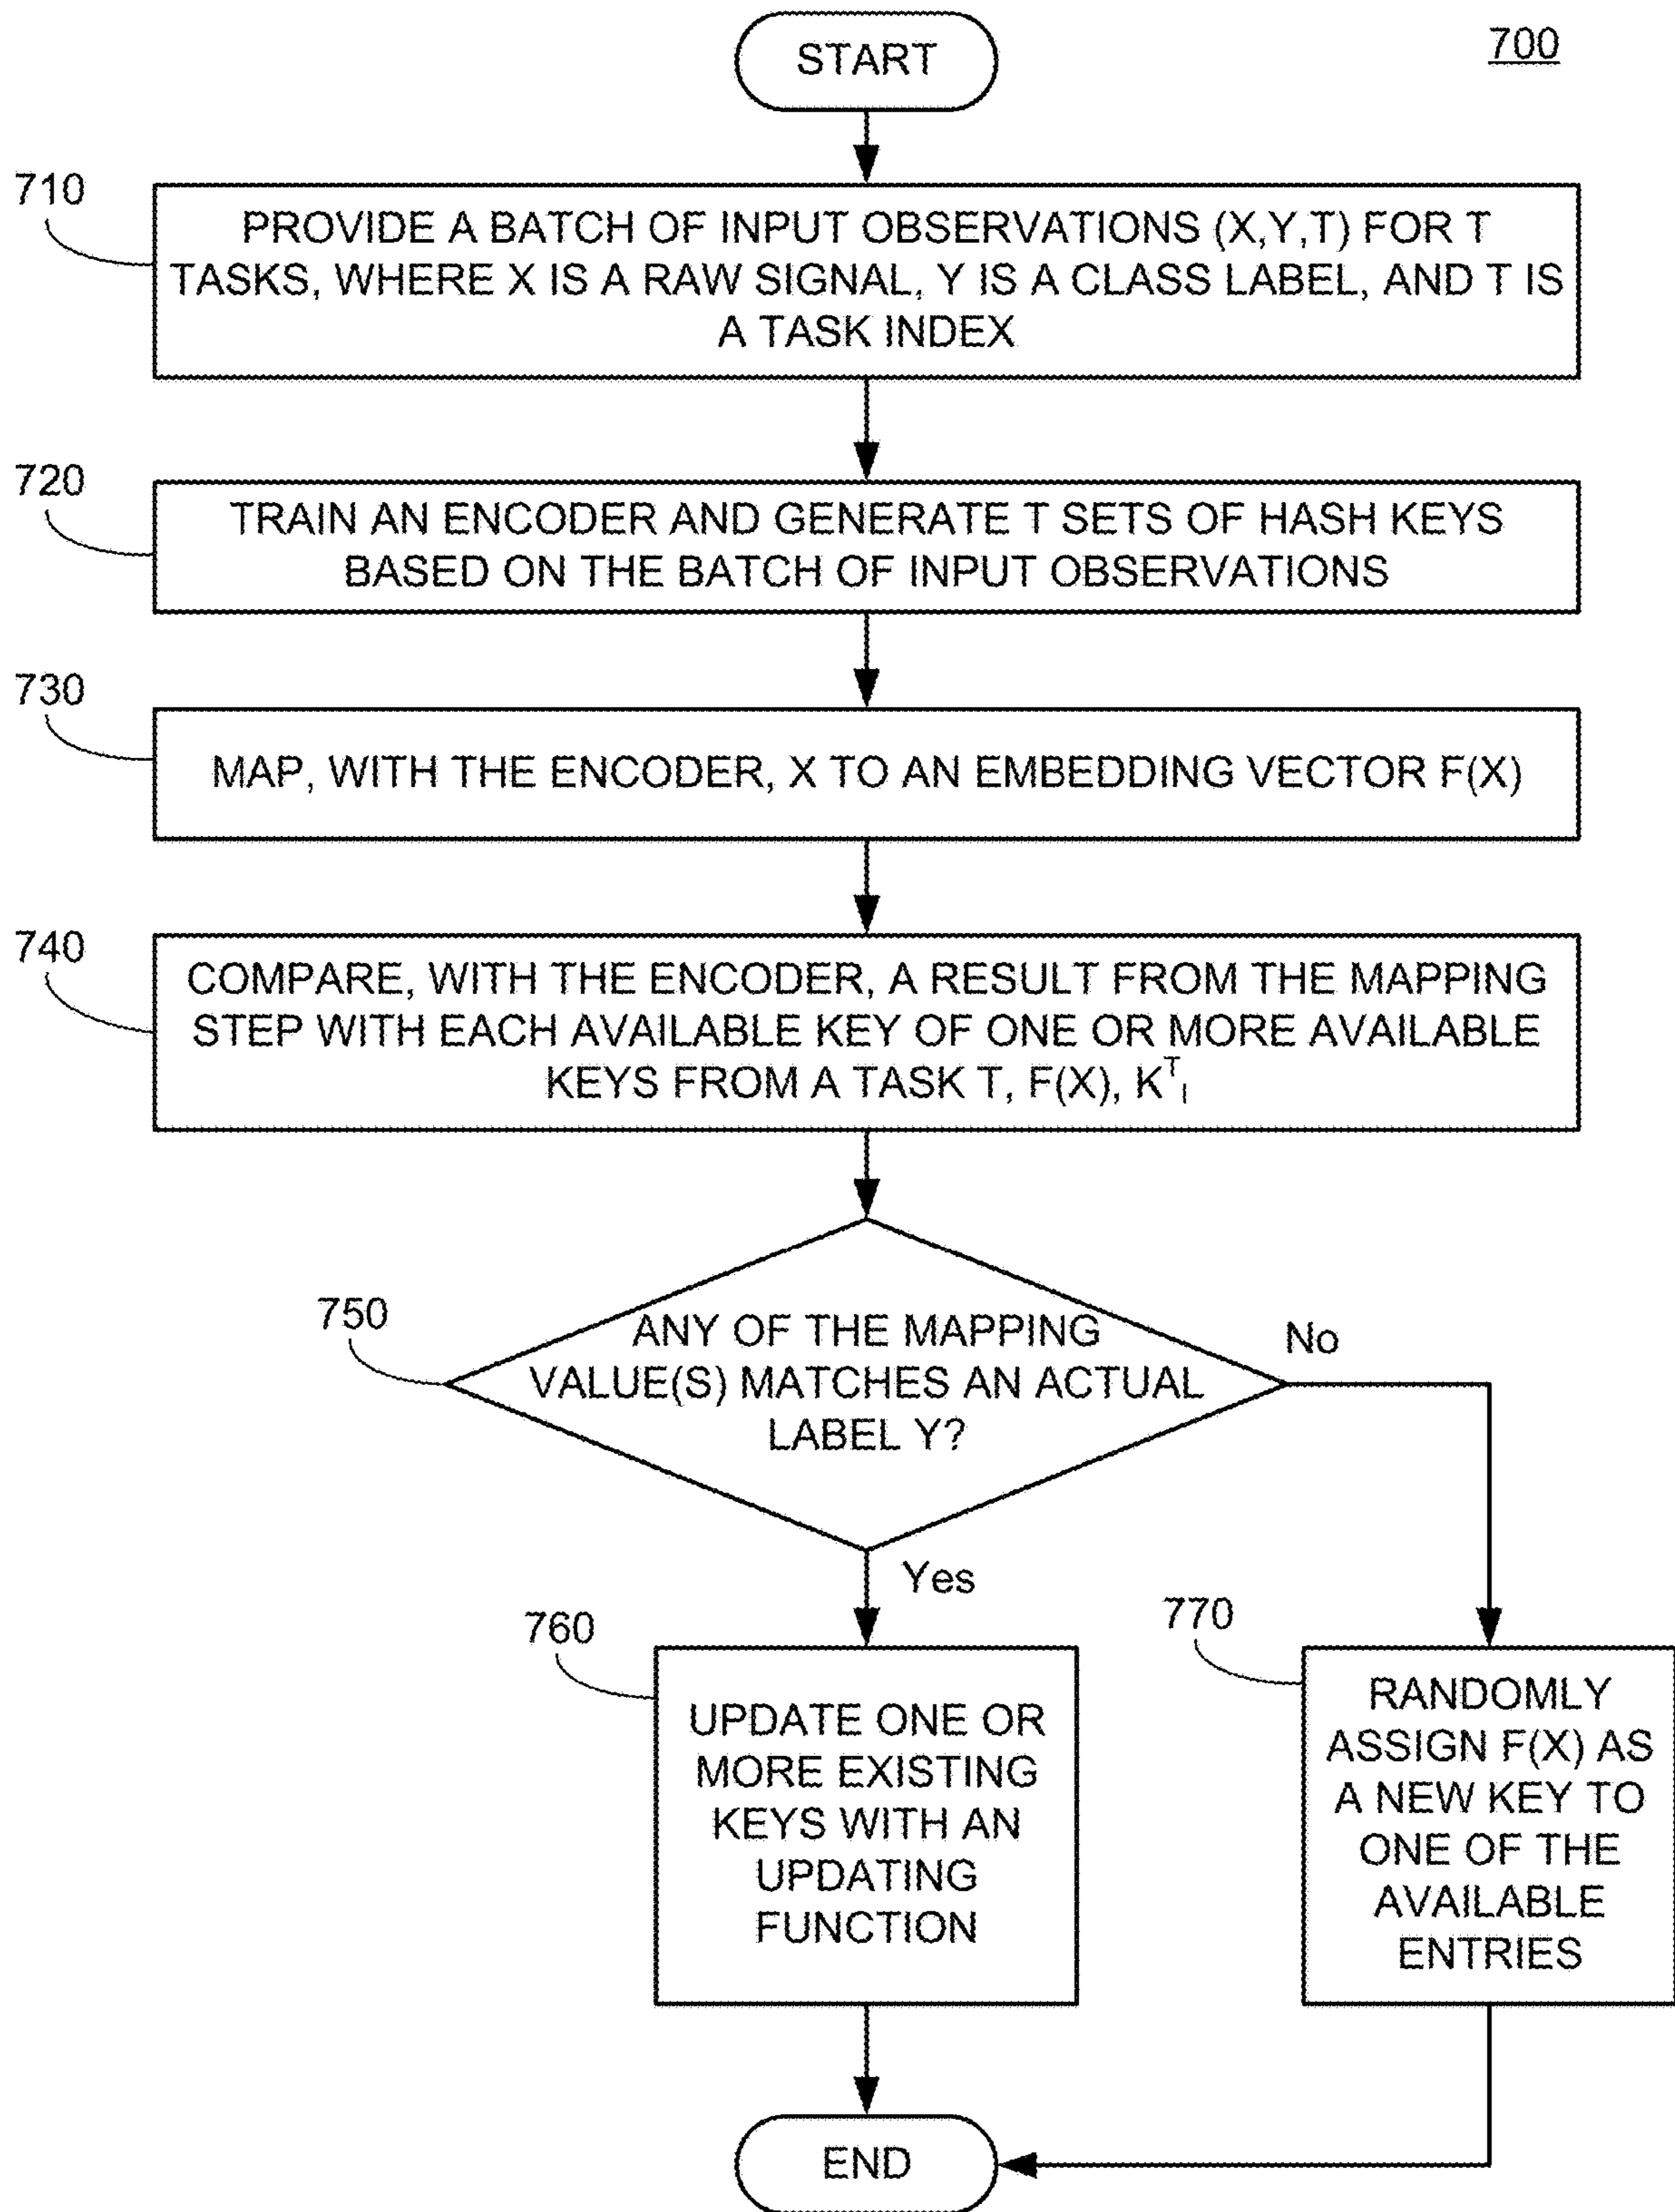 START
700
710
PROVIDE A BATCH OF INPUT OBSERVATIONS (X,Y,T) FOR T
TASKS, WHERE X IS A RAW SIGNAL, Y IS A CLASS LABEL, AND T IS
A TASK INDEX
720
TRAIN AN ENCODER AND GENERATE T SETS OF HASH KEYS
BASED ON THE BATCH OF INPUT OBSERVATIONS
730
MAP, WITH THE ENCODER, X TO AN EMBEDDING VECTOR F(X)
740
COMPARE, WITH THE ENCODER, A RESULT FROM THE MAPPING
STEP WITH EACH AVAILABLE KEY OF ONE OR MORE AVAILABLE
KEYS FROM A TASK T, F(X), K^T_I
750
ANY OF THE MAPPING
VALUE(S) MATCHES AN ACTUAL
LABEL Y?
No
Yes
760
UPDATE ONE OR
MORE EXISTING
KEYS WITH AN
UPDATING
FUNCTION
770
RANDOMLY
ASSIGN F(X) AS
A NEW KEY TO
ONE OF THE
AVAILABLE
ENTRIES
END